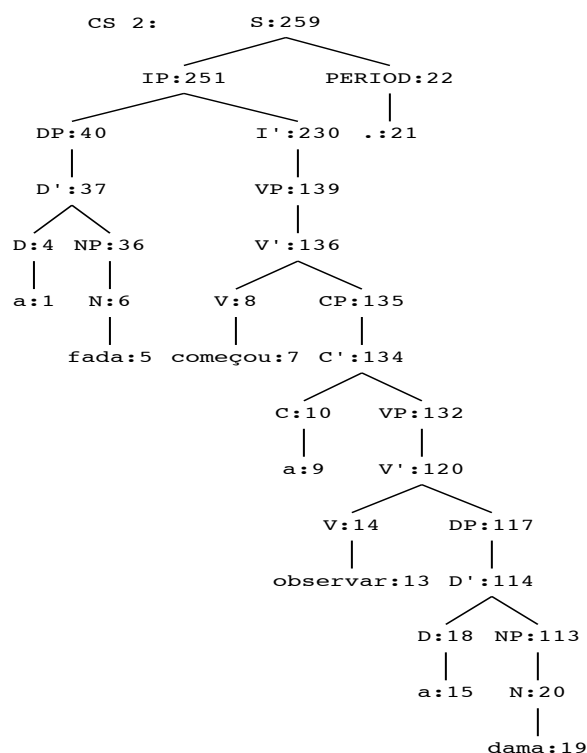 CS 2: S:259
IP:251 PERIOD:22
DP:40 I':230 .:21
D':37 VP:139
D:4 NP:36 V':136
a:1 N:6 V:8 CP:135
fada:5 começou:7 C':134
C:10 VP:132
a:9 V':120
V:14 DP:117
observar:13 D':114
D:18 NP:113
a:15 N:20
dama:19